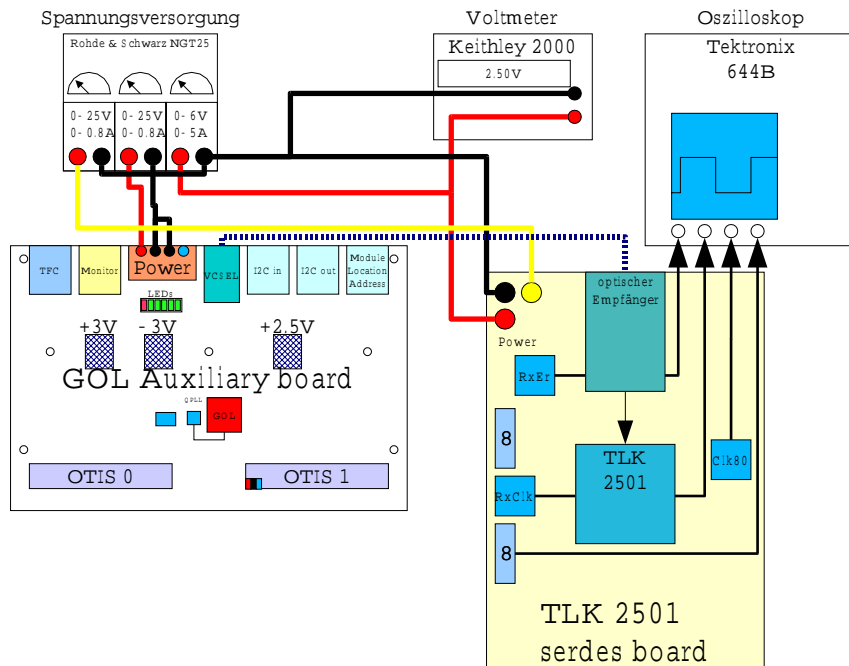 Spannungsversorgung
Voltmeter
Oszilloskop
Rohde & Schwarz NGT25
Keithley 2000
2.50V
Tektronix
644B
0- 25V
0- 0.8A
0- 25V
0- 0.8A
0- 6V
0- 5A
TFC
Monitor
Power
VCSEL
I2C in
I2C out
Module
Location
Address
LEDs
+3V
- 3V
+2.5V
GOL Auxiliary board
QPLL
GOL
OTIS 0
OTIS 1
optischer
Empfänger
Power
RxEr
8
TLK
2501
Clk80
RxClk
8
TLK 2501
serdes board